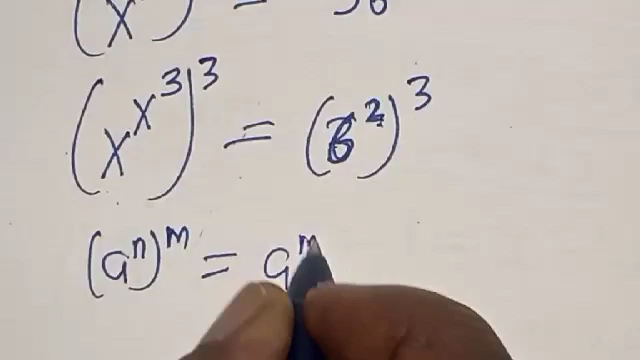 (x^{x^3})^3 = (6^2)^3
(a^n)^m = a^m